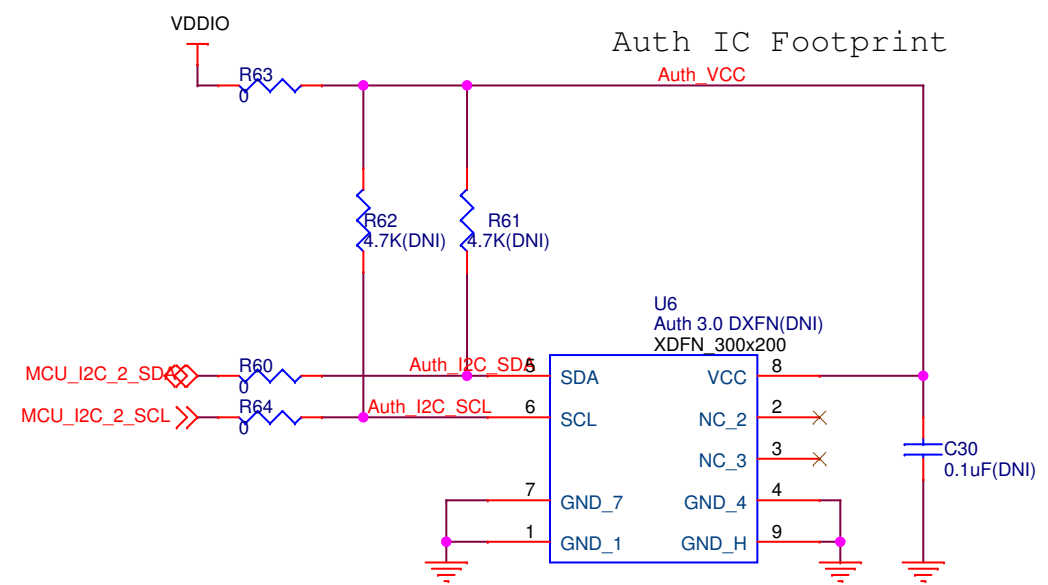 VDDIO
Auth IC Footprint
R63
0
Auth_VCC
R62
4.7K(DNI)
R61
4.7K(DNI)
U6
Auth 3.0 DXFN(DNI)
XDFN_300x200
MCU_I2C_2_SDA
R60
0
Auth_I2C_SDA
5
SDA
VCC
8
MCU_I2C_2_SCL
R64
0
Auth_I2C_SCL
6
SCL
NC_2
2
NC_3
3
C30
0.1uF(DNI)
7
GND_7
GND_4
4
1
GND_1
GND_H
9